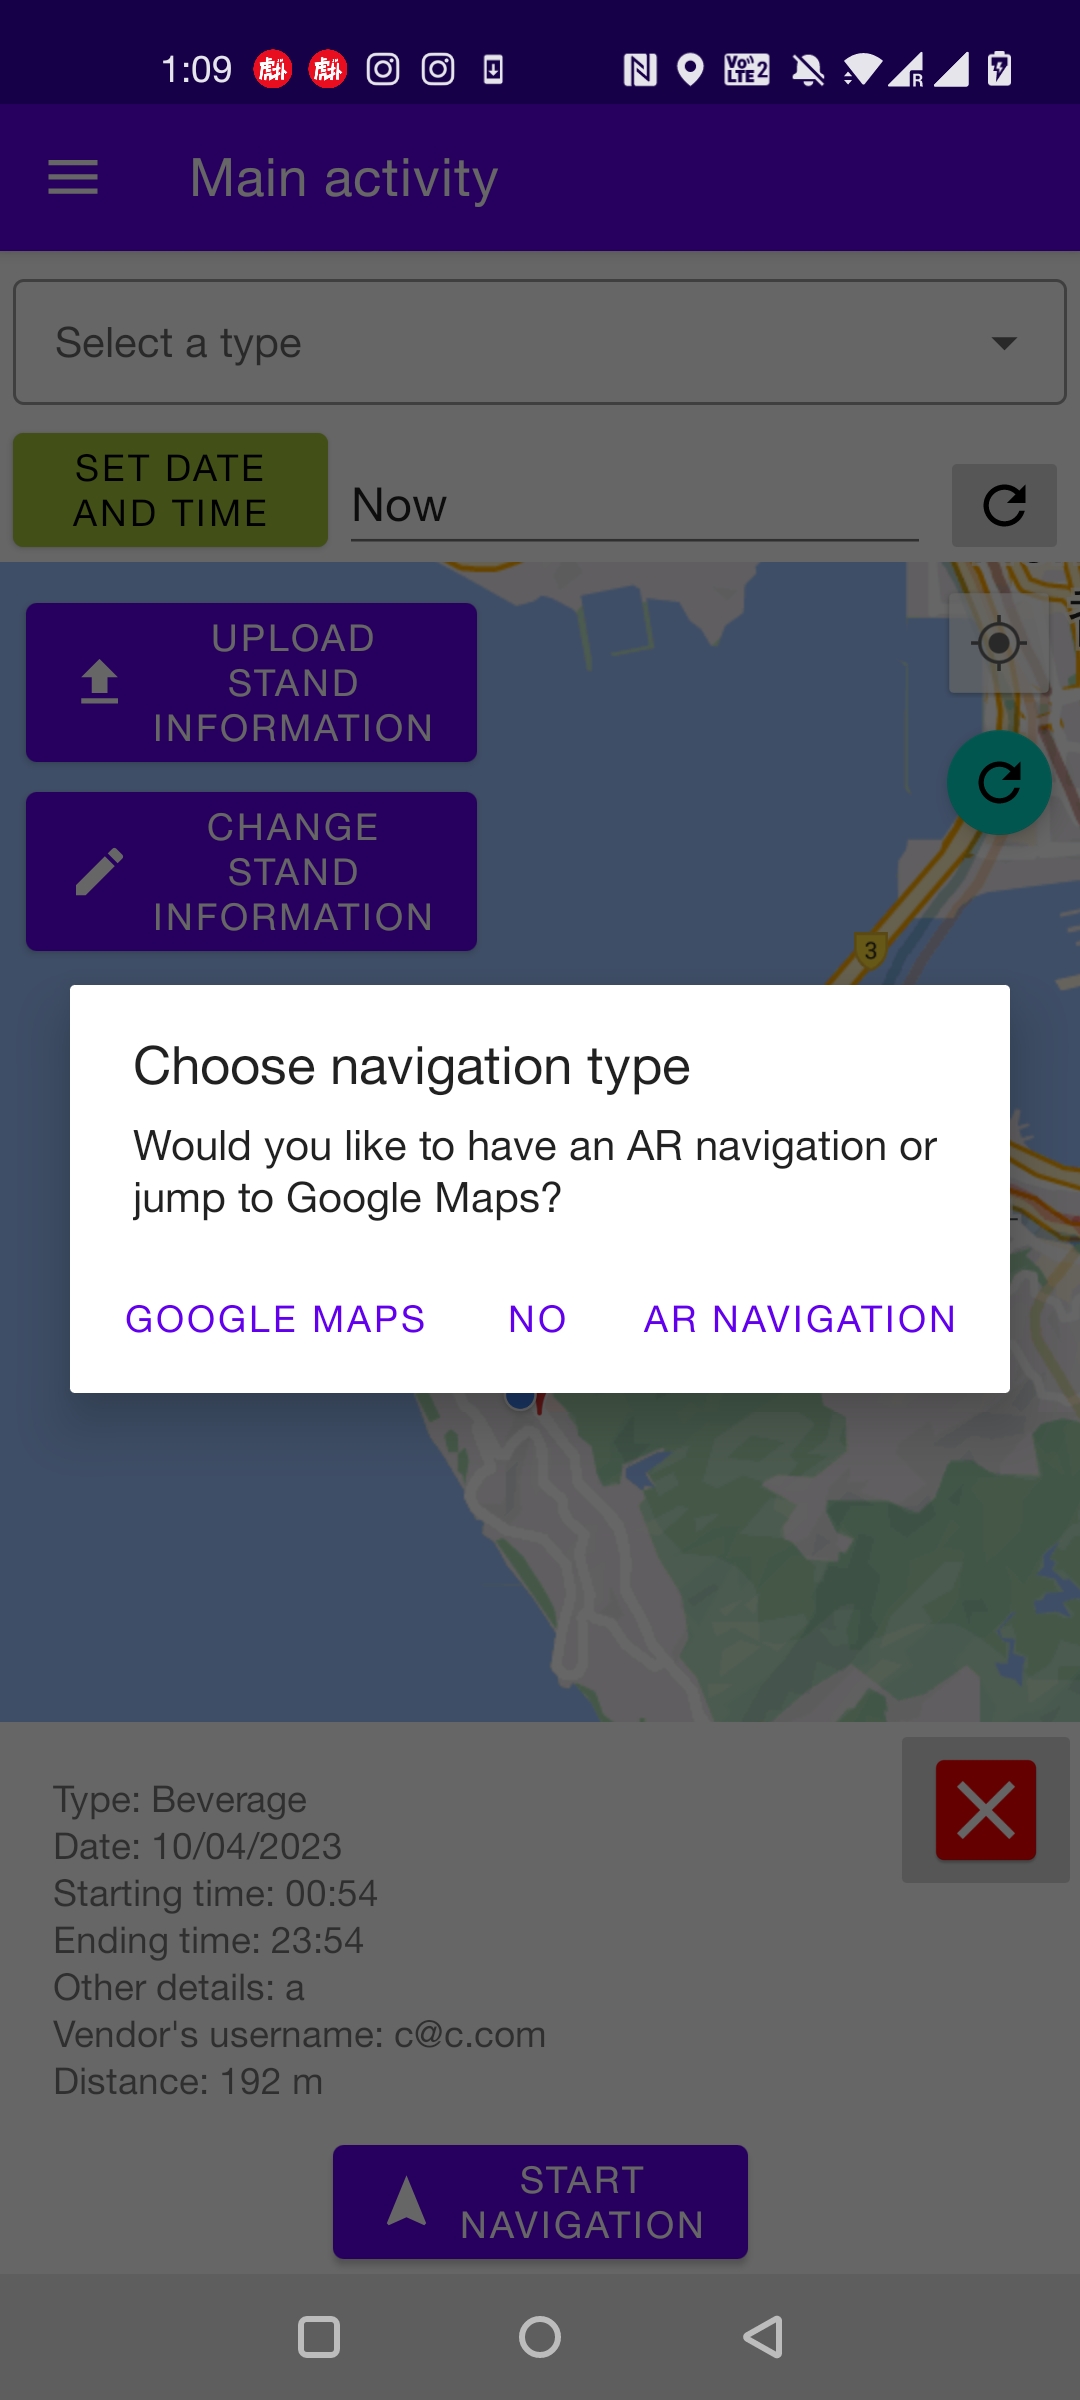 1:09
Vo)) LTE 2
R
Main activity
Select a type
SET DATE
AND TIME
Now
UPLOAD
STAND
INFORMATION
CHANGE
STAND
INFORMATION
3
Choose navigation type
Would you like to have an AR navigation or
jump to Google Maps?
GOOGLE MAPS
NO
AR NAVIGATION
Type: Beverage
Date: 10/04/2023
Starting time: 00:54
Ending time: 23:54
Other details: a
Vendor's username: c@c.com
Distance: 192 m
START
NAVIGATION